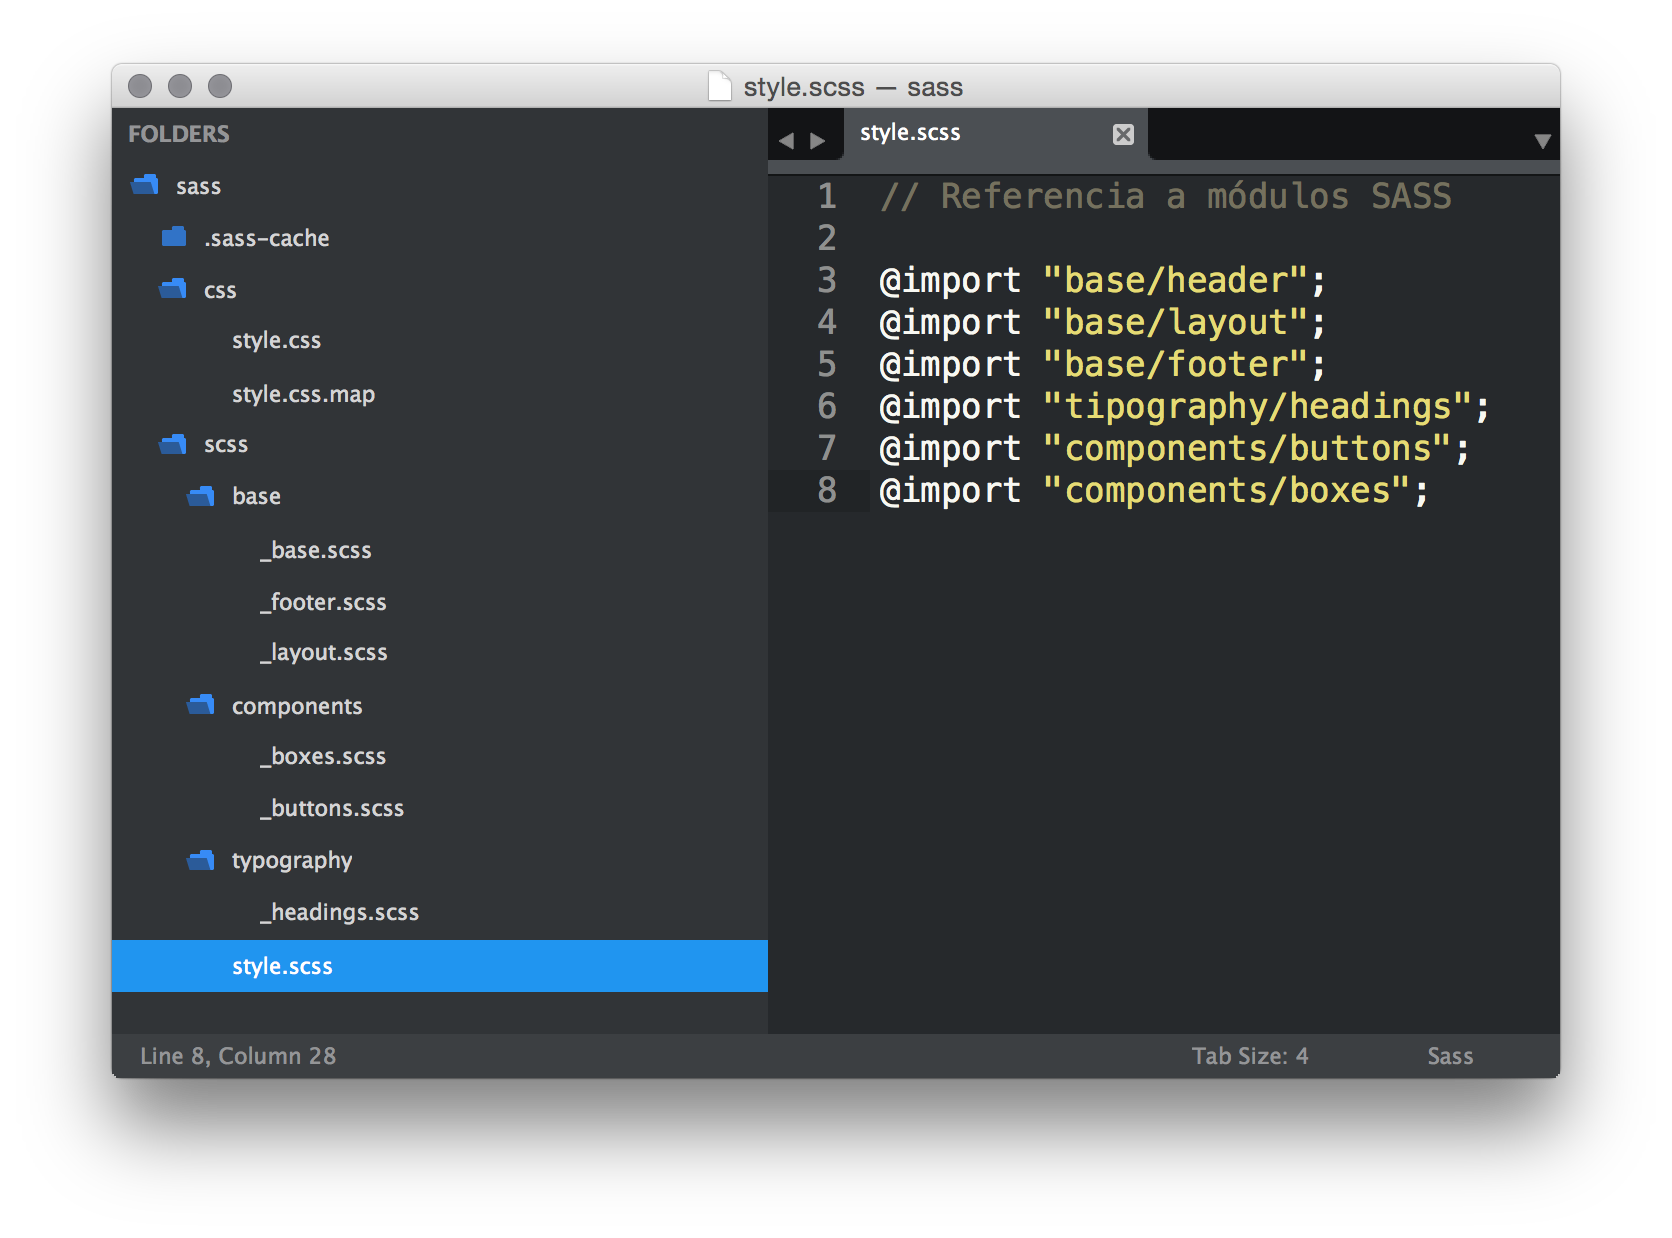 style.scss — sass
FOLDERS
sass
.sass-cache
css
style.css
style.css.map
scss
base
_base.scss
_footer.scss
_layout.scss
components
_boxes.scss
_buttons.scss
typography
_headings.scss
style.scss
style.scss
1 // Referencia a módulos SASS
2
3 @import "base/header";
4 @import "base/layout";
5 @import "base/footer";
6 @import "tipography/headings";
7 @import "components/buttons";
8 @import "components/boxes";
Line 8, Column 28
Tab Size: 4
Sass